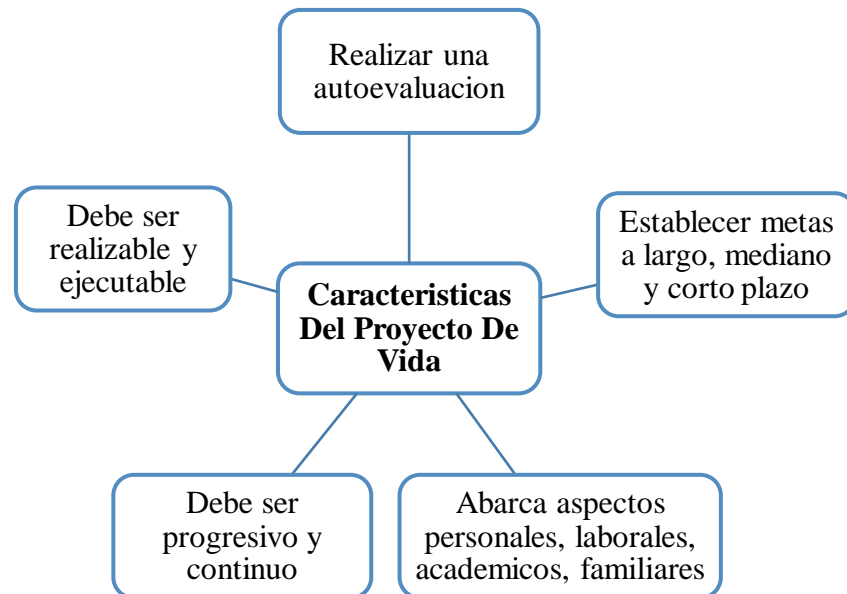 Realizar una
autoevaluacion
Debe ser
realizable y
ejecutable
Establecer metas
a largo, mediano
y corto plazo
Caracteristicas
Del Proyecto De
Vida
Debe ser
progresivo y
continuo
Abarca aspectos
personales, laborales,
academicos, familiares